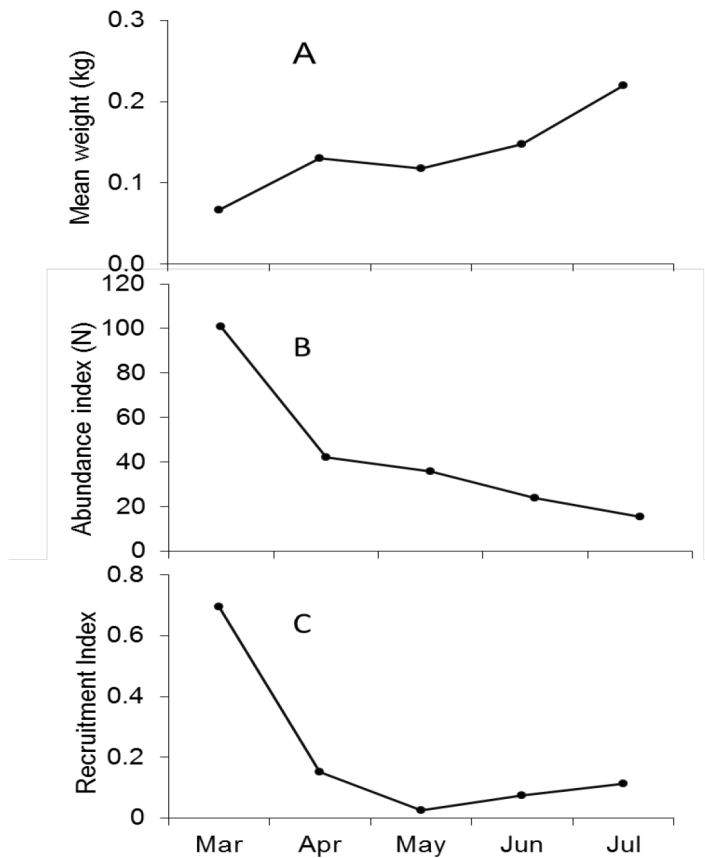 0.3
A
0.2
0.1
0.0
Mean weight (kg)
120
100
B
80
60
40
20
0
Abundance index (N)
0.8
C
0.6
0.4
0.2
0
Recruitment Index
Mar Apr May Jun Jul